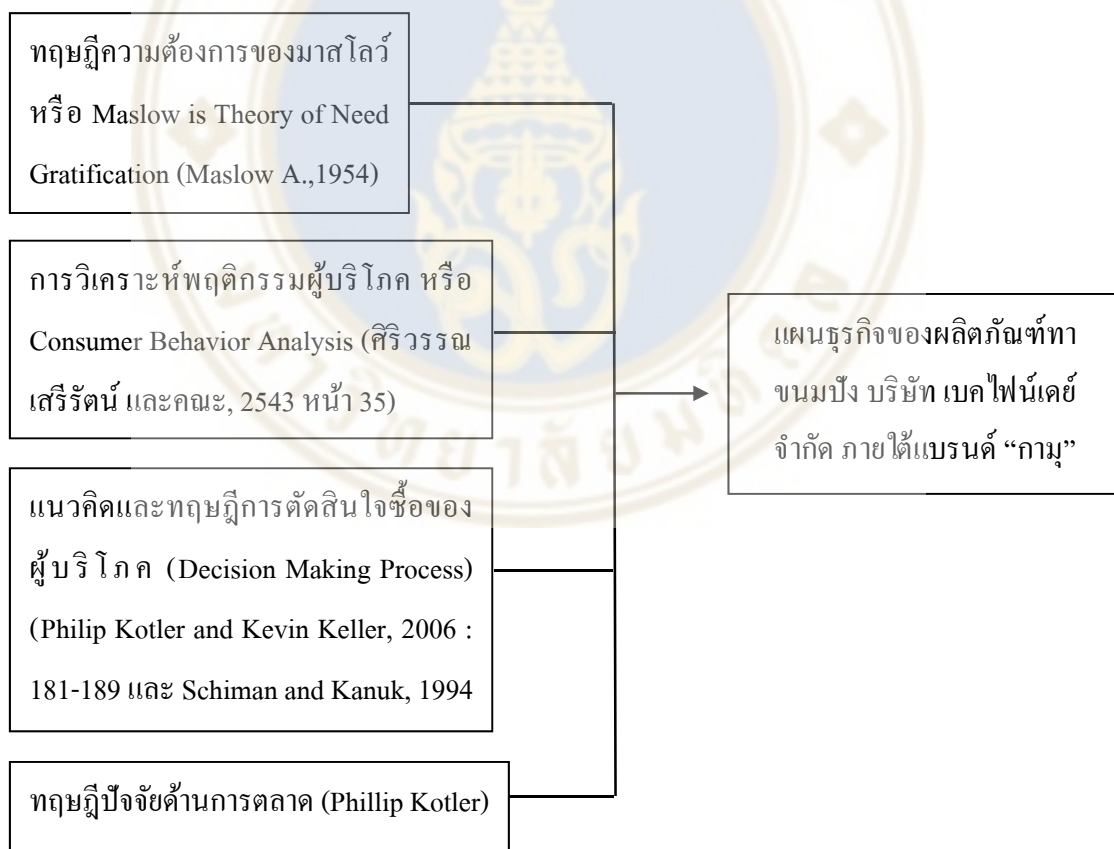 ทฤษฎีความต้องการของมาสโลว์
หรือ Maslow is Theory of Need
Gratification (Maslow A.,1954)
การวิเคราะห์พฤติกรรมผู้บริโภค หรือ
Consumer Behavior Analysis (ศิริวรรณ
เสรีรัตน์ และคณะ, 2543 หน้า 35)
แนวคิดและทฤษฎีการตัดสินใจซื้อของ
ผู้บริโภค (Decision Making Process)
(Philip Kotler and Kevin Keller, 2006 :
181-189 และ Schiman and Kanuk, 1994
ทฤษฎีปัจจัยด้านการตลาด (Phillip Kotler)
แผนธุรกิจของผลิตภัณฑ์ทา
ขนมปัง บริษัท เบคไฟน์เดย์
จำกัด ภายใต้แบรนด์ “กามุ”
วิทยาลัยมหิดล